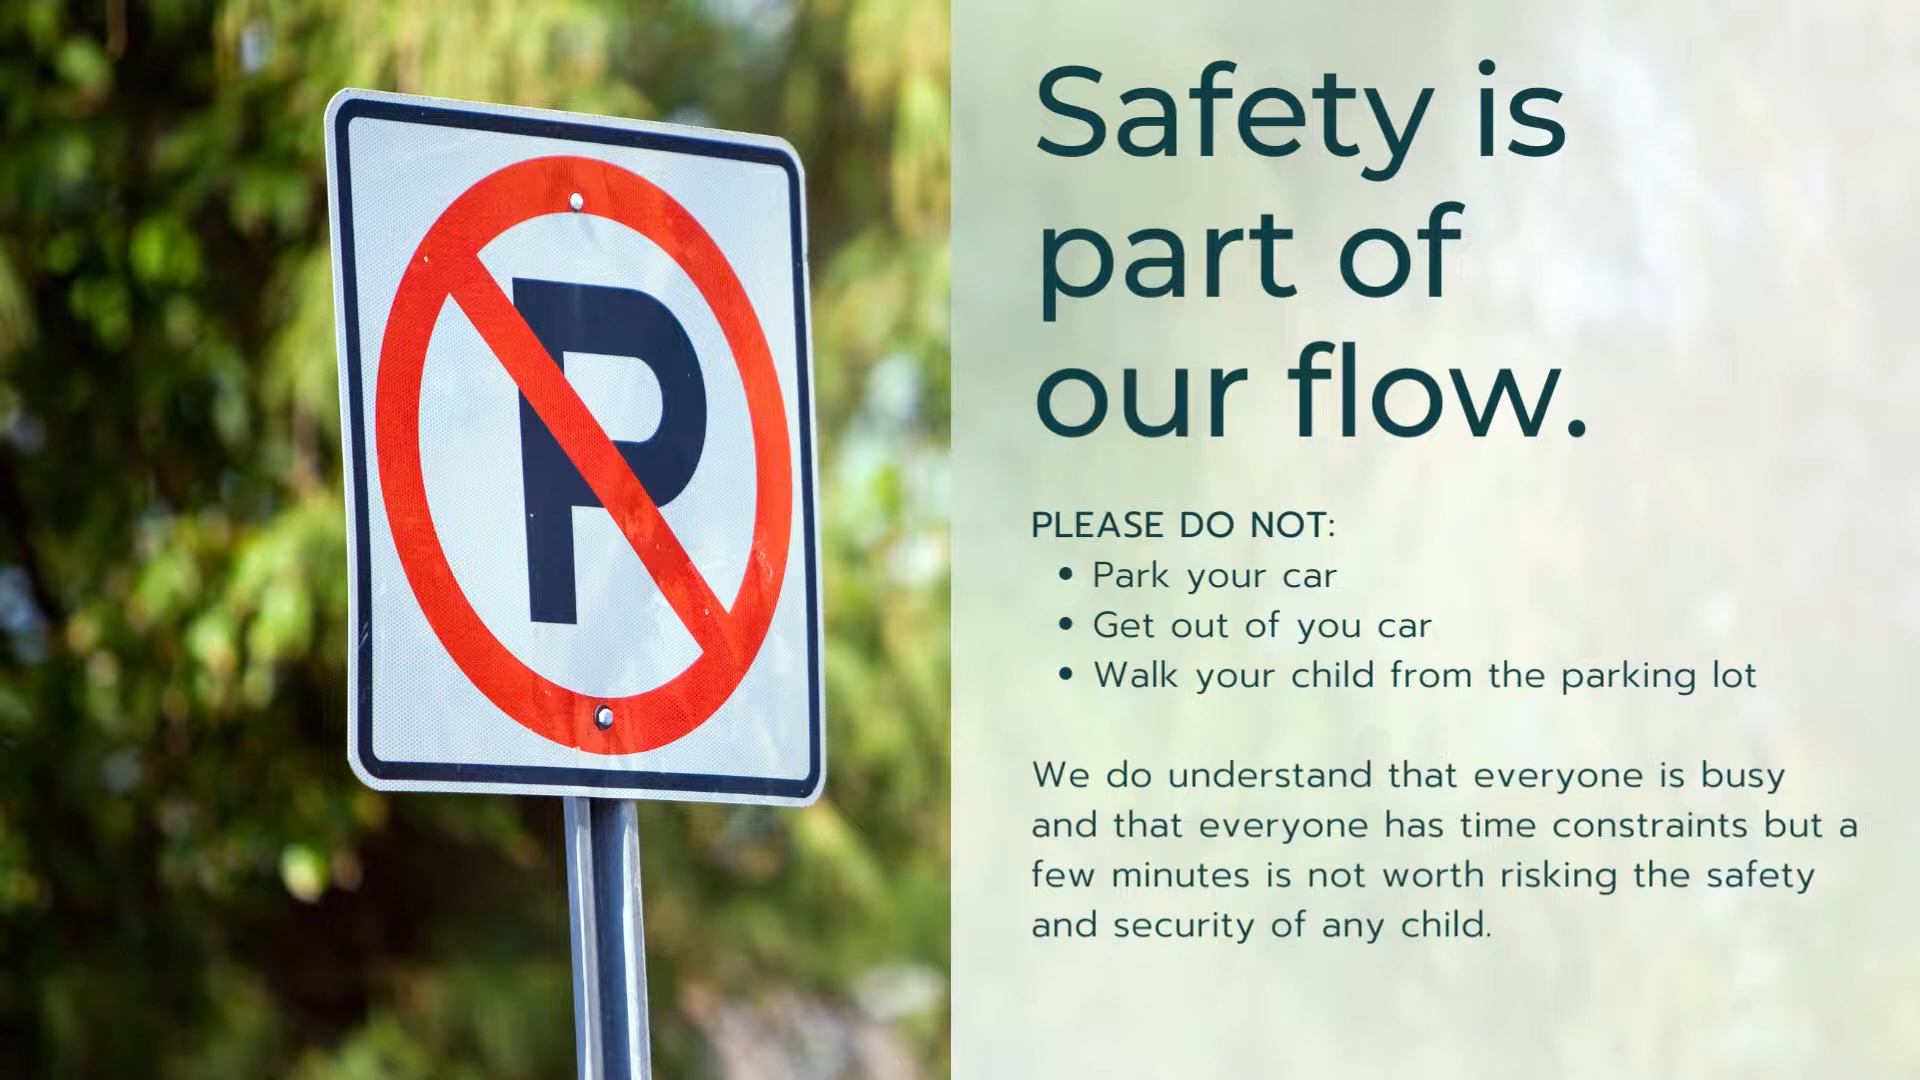 P
Safety is
part of
our flow.
PLEASE DO NOT:
• Park your car
• Get out of you car
• Walk your child from the parking lot
We do understand that everyone is busy
and that everyone has time constraints but a
few minutes is not worth risking the safety
and security of any child.